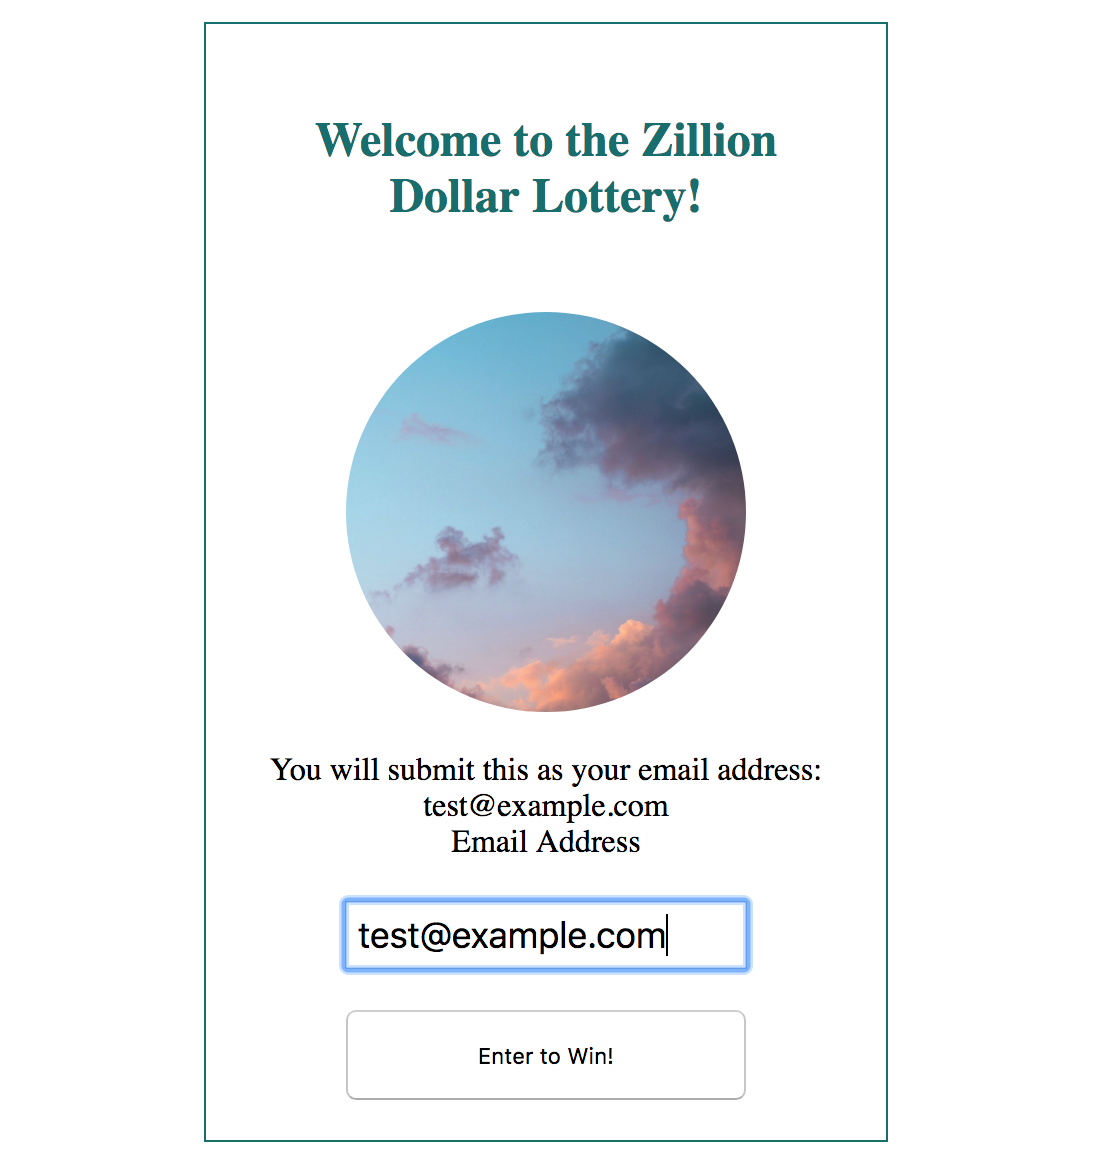 Welcome to the Zillion
Dollar Lottery!
You will submit this as your email address:
test@example.com
Email Address
test@example.com
Enter to Win!